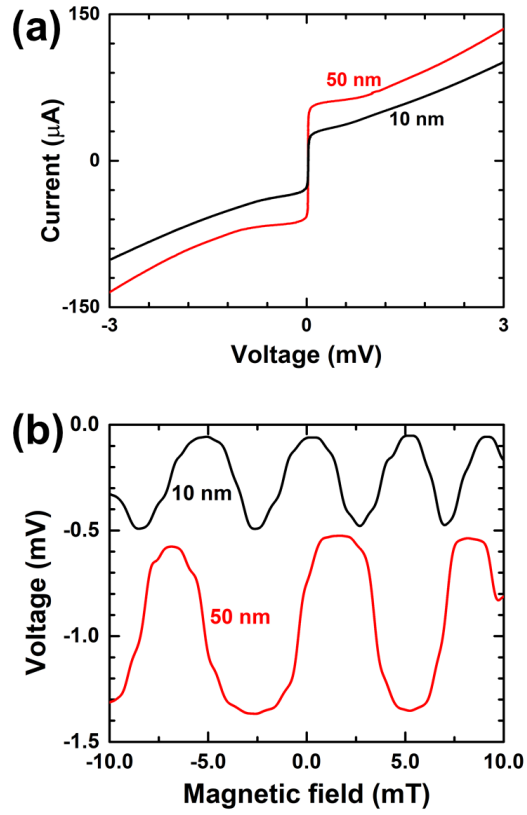 (a)
150
50 nm
10 nm
0
Current (μA)
-150
-3
0
3
Voltage (mV)
(b)
0.0
10 nm
-0.5
50 nm
-1.0
Voltage (mV)
-1.5
-10.0
-5.0
0.0
5.0
10.0
Magnetic field (mT)